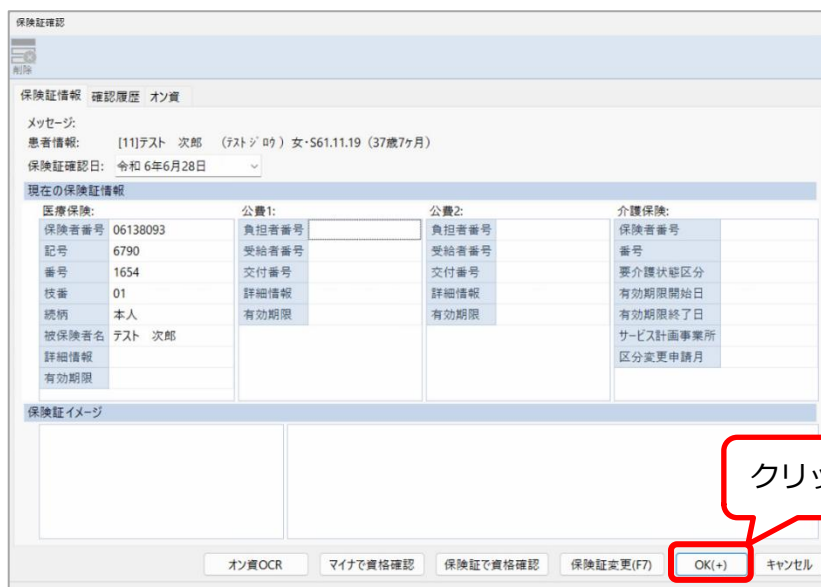 保険証確認
削除
保険証情報 確認履歴 オン資
メッセージ:
患者情報: [11]テスト 次郎 (テスト ジロウ) 女・S61.11.19 (37歳7ヶ月)
保険証確認日: 令和 6年6月28日
現在の保険証情報
医療保険: 公費1: 公費2: 介護保険:
保険者番号 06138093 負担者番号 負担者番号 保険者番号
記号 6790 受給者番号 受給者番号 番号
番号 1654 交付番号 交付番号 要介護状態区分
枝番 01 詳細情報 詳細情報 有効期限開始日
続柄 本人 有効期限 有効期限 有効期限終了日
被保険者名 テスト 次郎 サービス計画事業所
詳細情報 区分変更申請月
有効期限
保険証イメージ
クリッ
オン資OCR マイナで資格確認 保険証で資格確認 保険証変更(F7) OK(+) キャンセル